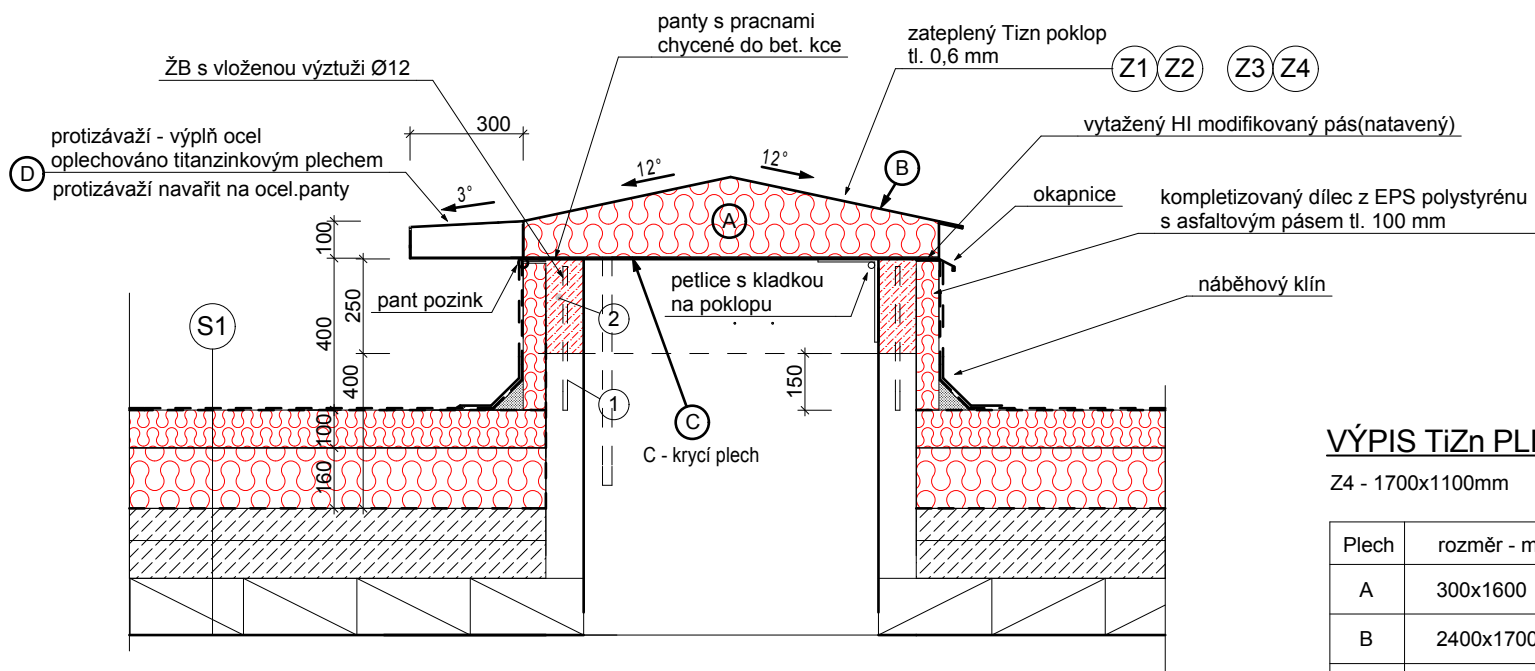 panty s pracnami
chycené do bet. kce
zateplený Tizn poklop
tl. 0,6 mm
Z1 Z2 Z3 Z4
ŽB s vloženou výztuži Ø12
300
vytažený HI modifikovaný pás(natavený)
protizávaží - výplň ocel
oplechováno titanzinkovým plechem
D
protizávaží navařit na ocel.panty
12°
12°
B
3°
okapnice
kompletizovaný dílec z EPS polystyrénu
s asfaltovým pásem tl. 100 mm
A
100
pant pozink
petlice s kladkou
na poklopu
náběhový klín
S1
400
250
2
400
150
1
C
C - krycí plech
100
160
VÝPIS TiZn
Z4 - 1700x1100mm
Plech
rozměr - m
A
300x1600
B
2400x1700